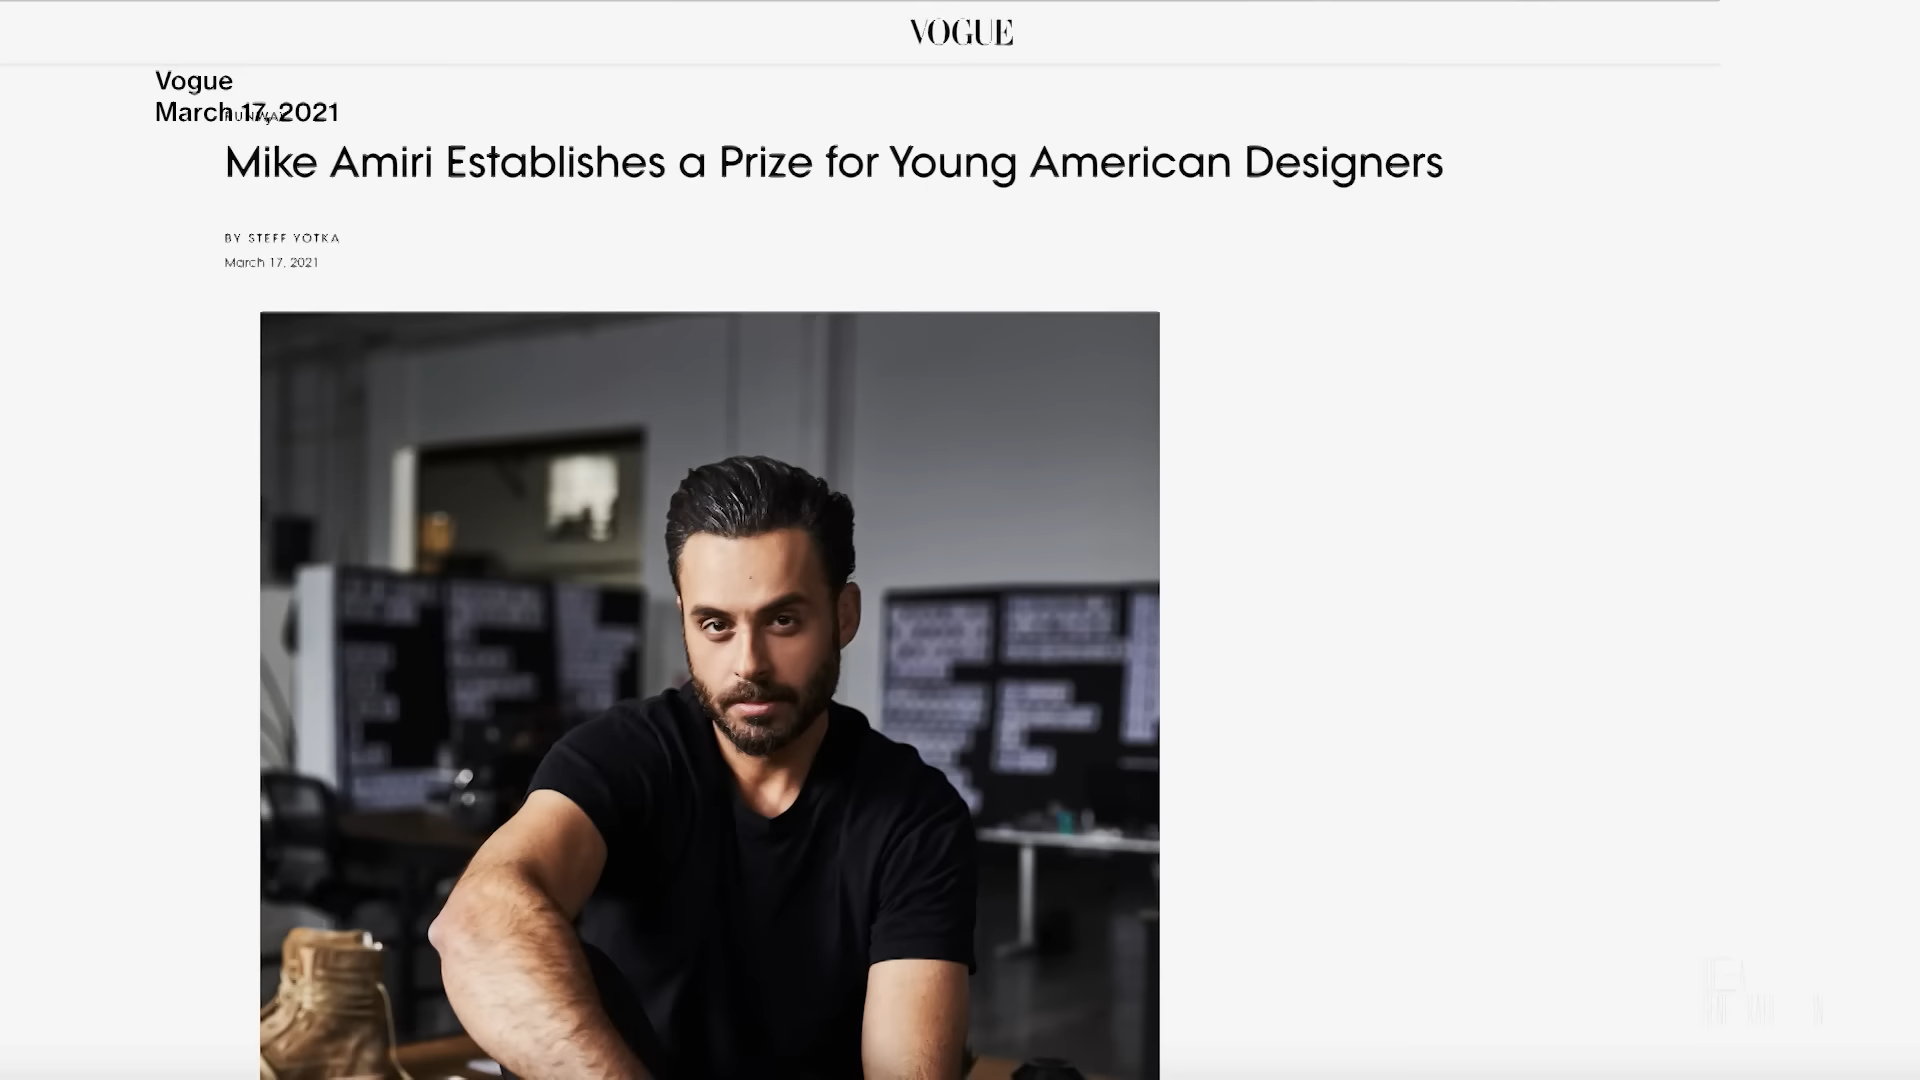 VOGUE
Vogue
March 17, 2021
RUNWAY
Mike Amiri Establishes a Prize for Young American Designers
BY STEFF YOTKA
March 17, 2021